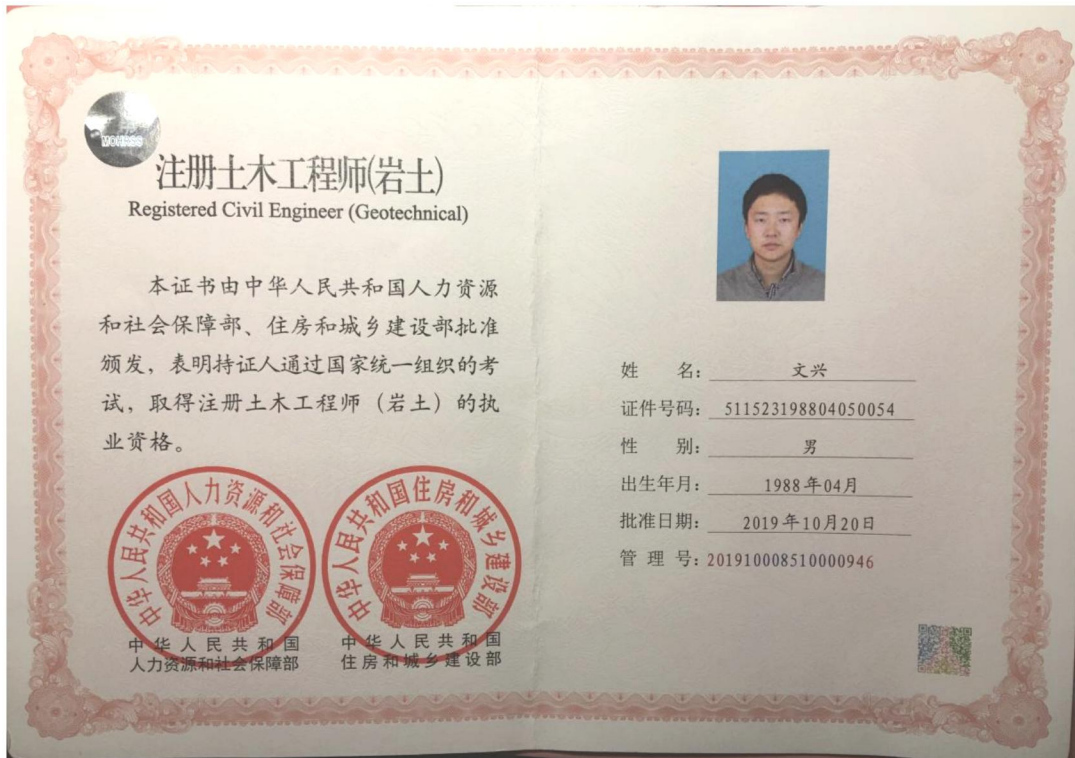 MOHRSS
注册土木工程师(岩土)
Registered Civil Engineer (Geotechnical)
本证书由中华人民共和国人力资源
和社会保障部、住房和城乡建设部批准
颁发，表明持证人通过国家统一组织的考
试，取得注册土木工程师（岩土）的执
业资格。
中华人民共和国人力资源和社会保障部
中华人民共和国住房和城乡建设部
中华人民共和国
人力资源和社会保障部
中华人民共和国
住房和城乡建设部
姓名：文兴
证件号码：511523198804050054
性别：男
出生年月：1988年04月
批准日期：2019年10月20日
管理号：201910008510000946